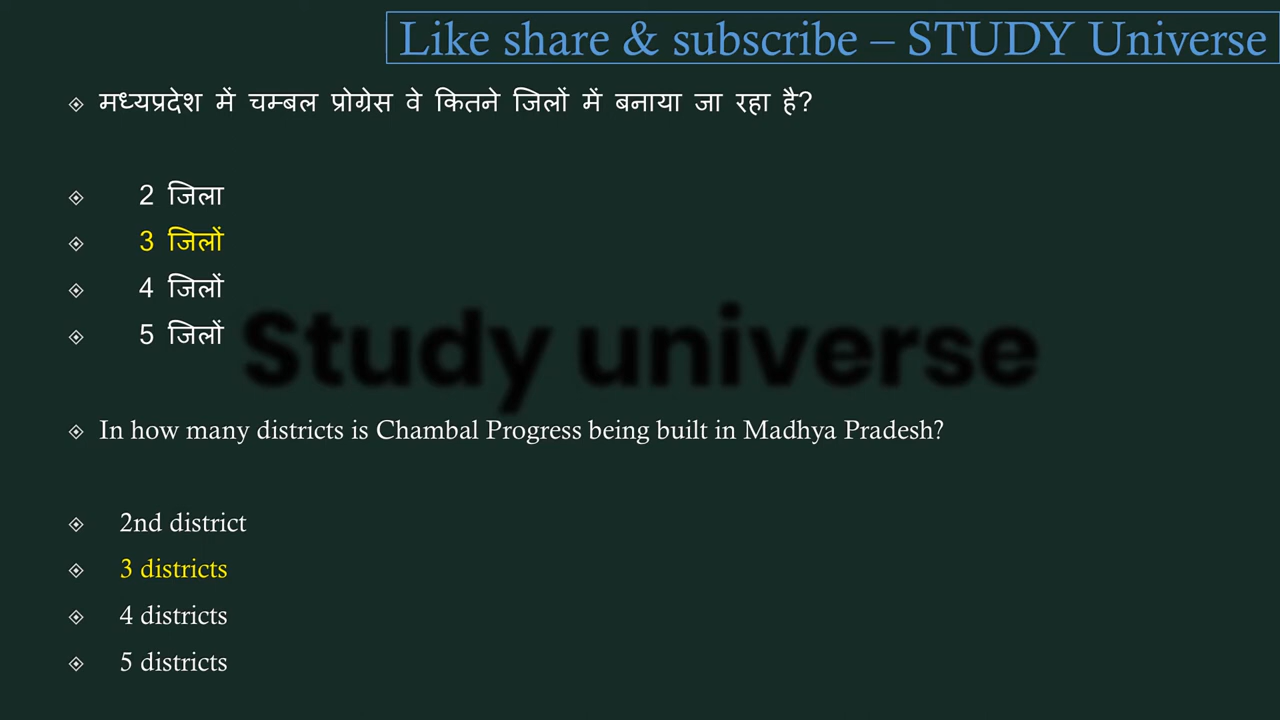 Like share & subscribe – STUDY Universe
मध्यप्रदेश में चम्बल प्रोग्रेस वे कितने जिलों में बनाया जा रहा है?
2 जिला
3 जिलों
4 जिलों
5 जिलों
Study universe
In how many districts is Chambal Progress being built in Madhya Pradesh?
2nd district
3 districts
4 districts
5 districts